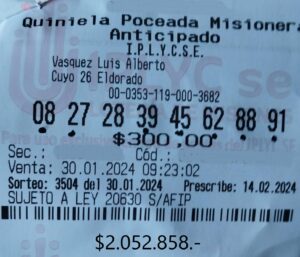 Quiniela Poceada Misionera
Anticipado
I.P.L.Y.C.S.E.
Vasquez Luis Alberto
Cuyo 26 Eldorado
00-0353-119-000-3682
08 27 28 39 45 62 88 91
$300,00
Sec.: Cód.:
Venta: 30.01.2024 09:23:02
Sorteo: 3504 del 30.01.2024 Prescribe: 14.02.2024
SUJETO A LEY 20630 S/AFIP
$2.052.858.-